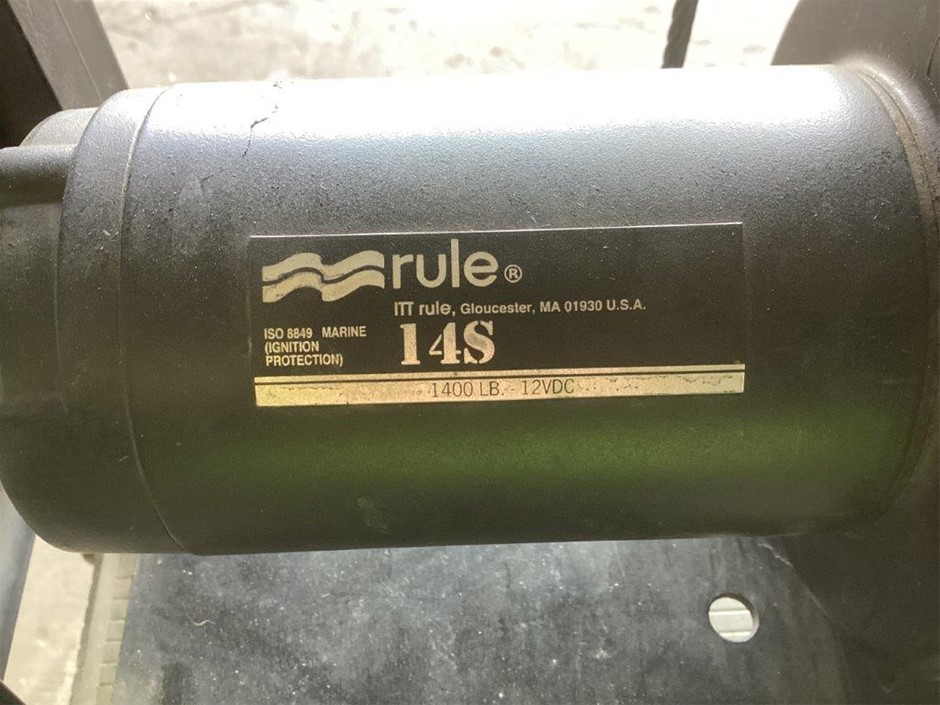 rule®
ITT rule, Gloucester, MA 01930 U.S.A.
ISO 8849 MARINE
(IGNITION
PROTECTION)
14S
1400 LB. - 12VDC